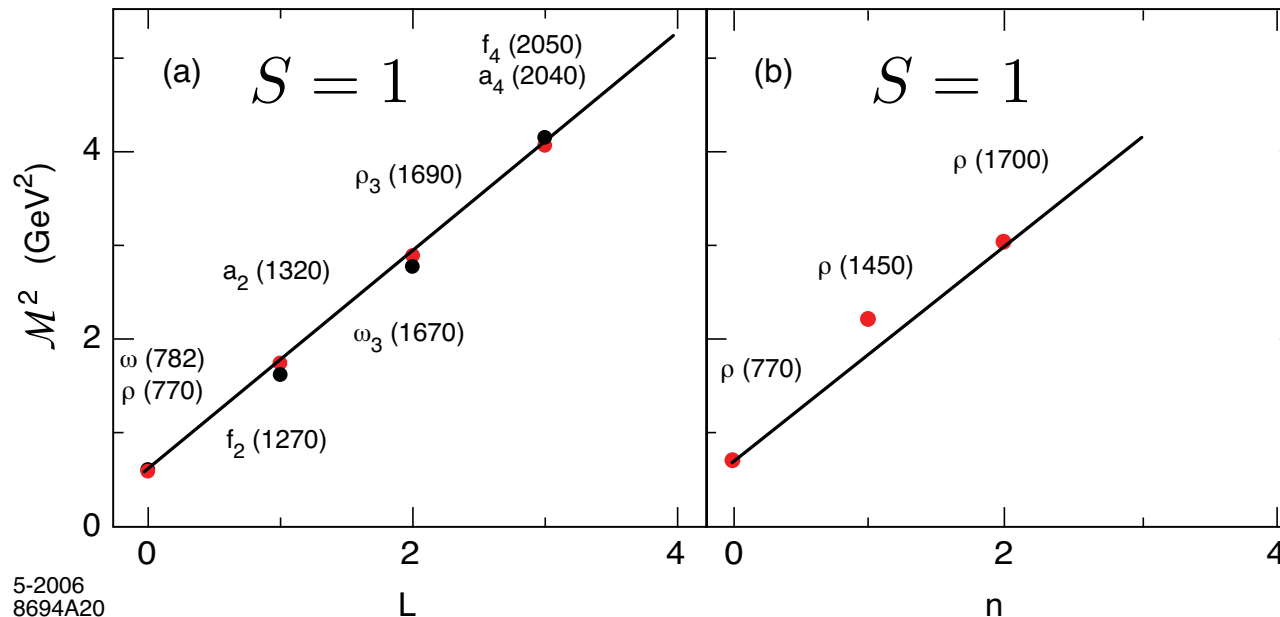 (a)
S = 1
f₄ (2050)
a₄ (2040)
ρ₃ (1690)
a₂ (1320)
ω₃ (1670)
ω (782)
ρ (770)
f₂ (1270)
(b)
S = 1
ρ (1700)
ρ (1450)
ρ (770)
ℳ² (GeV²)
4
2
0
0 2 4
L
0 2 4
n
5-2006
8694A20